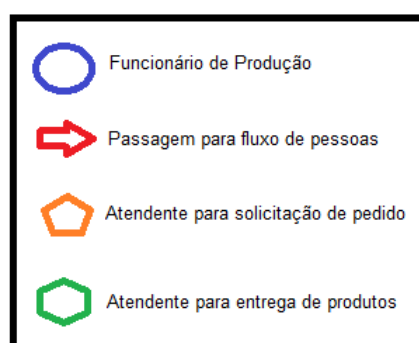 Funcionário de Produção
Passagem para fluxo de pessoas
Atendente para solicitação de pedido
Atendente para entrega de produtos